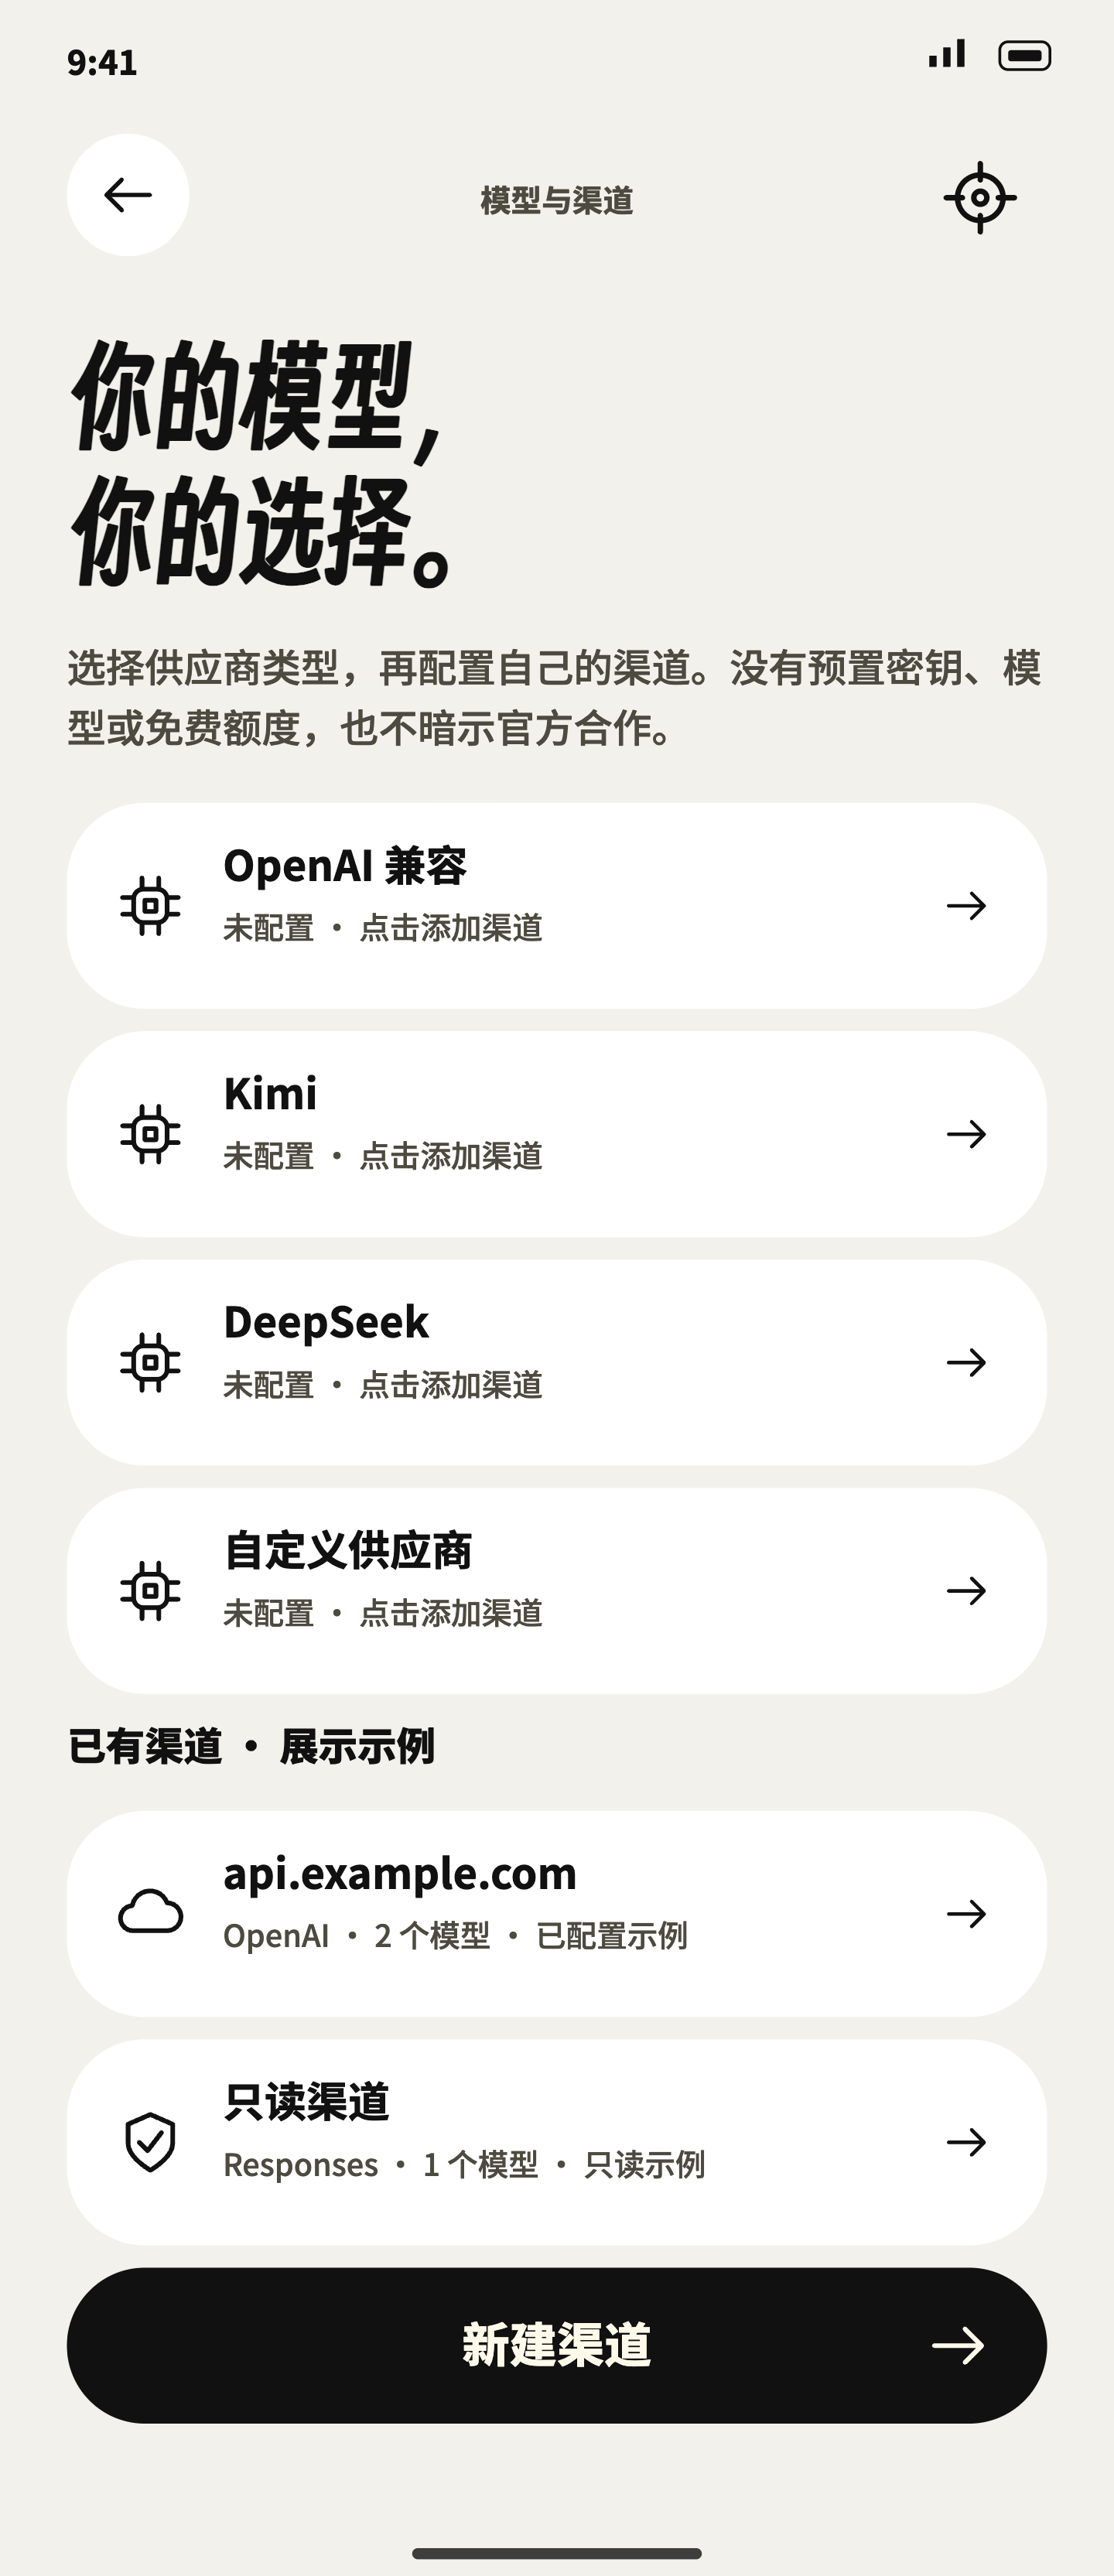 9:41
模型与渠道
你的模型，
你的选择。
选择供应商类型，再配置自己的渠道。没有预置密钥、模
型或免费额度，也不暗示官方合作。
OpenAI 兼容
未配置 · 点击添加渠道
Kimi
未配置 · 点击添加渠道
DeepSeek
未配置 · 点击添加渠道
自定义供应商
未配置 · 点击添加渠道
已有渠道 · 展示示例
api.example.com
OpenAI · 2 个模型 · 已配置示例
只读渠道
Responses · 1 个模型 · 只读示例
新建渠道